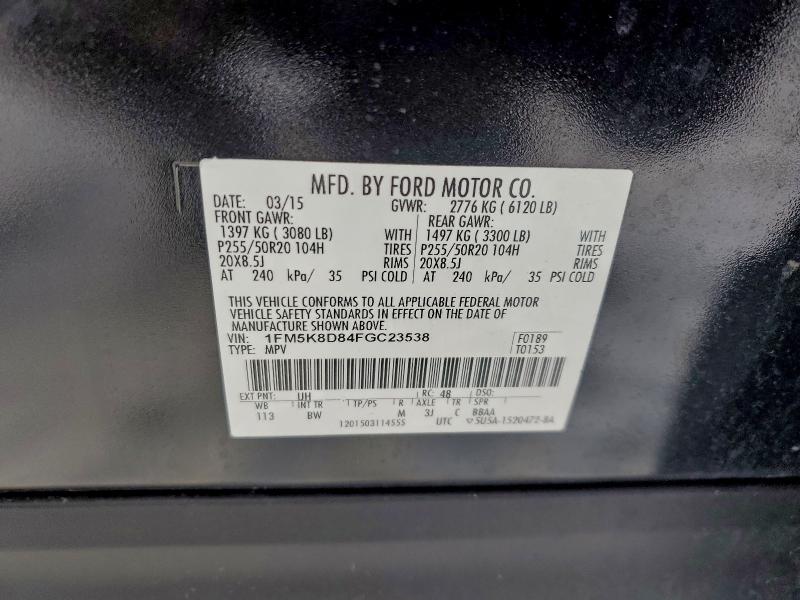 MFD. BY FORD MOTOR CO.
DATE: 03/15 GVWR: 2776 KG ( 6120 LB)
FRONT GAWR: REAR GAWR:
1397 KG ( 3080 LB) WITH 1497 KG ( 3300 LB) WITH
P255/50R20 104H TIRES P255/50R20 104H TIRES
20X8.5J RIMS 20X8.5J RIMS
AT 240 kPa/ 35 PSI COLD AT 240 kPa/ 35 PSI COLD
THIS VEHICLE CONFORMS TO ALL APPLICABLE FEDERAL MOTOR
VEHICLE SAFETY STANDARDS IN EFFECT ON THE DATE OF
MANUFACTURE SHOWN ABOVE.
VIN: 1FM5K8D84FGC23538 F0189
TYPE: MPV T0153
EXT PNT: UH RC: 48 DSO:
WB INT TR TP/PS R AXLE TR SPR
113 BW M 3J C BBAA
1201503114555 UTC 5U5A-1520472-BA